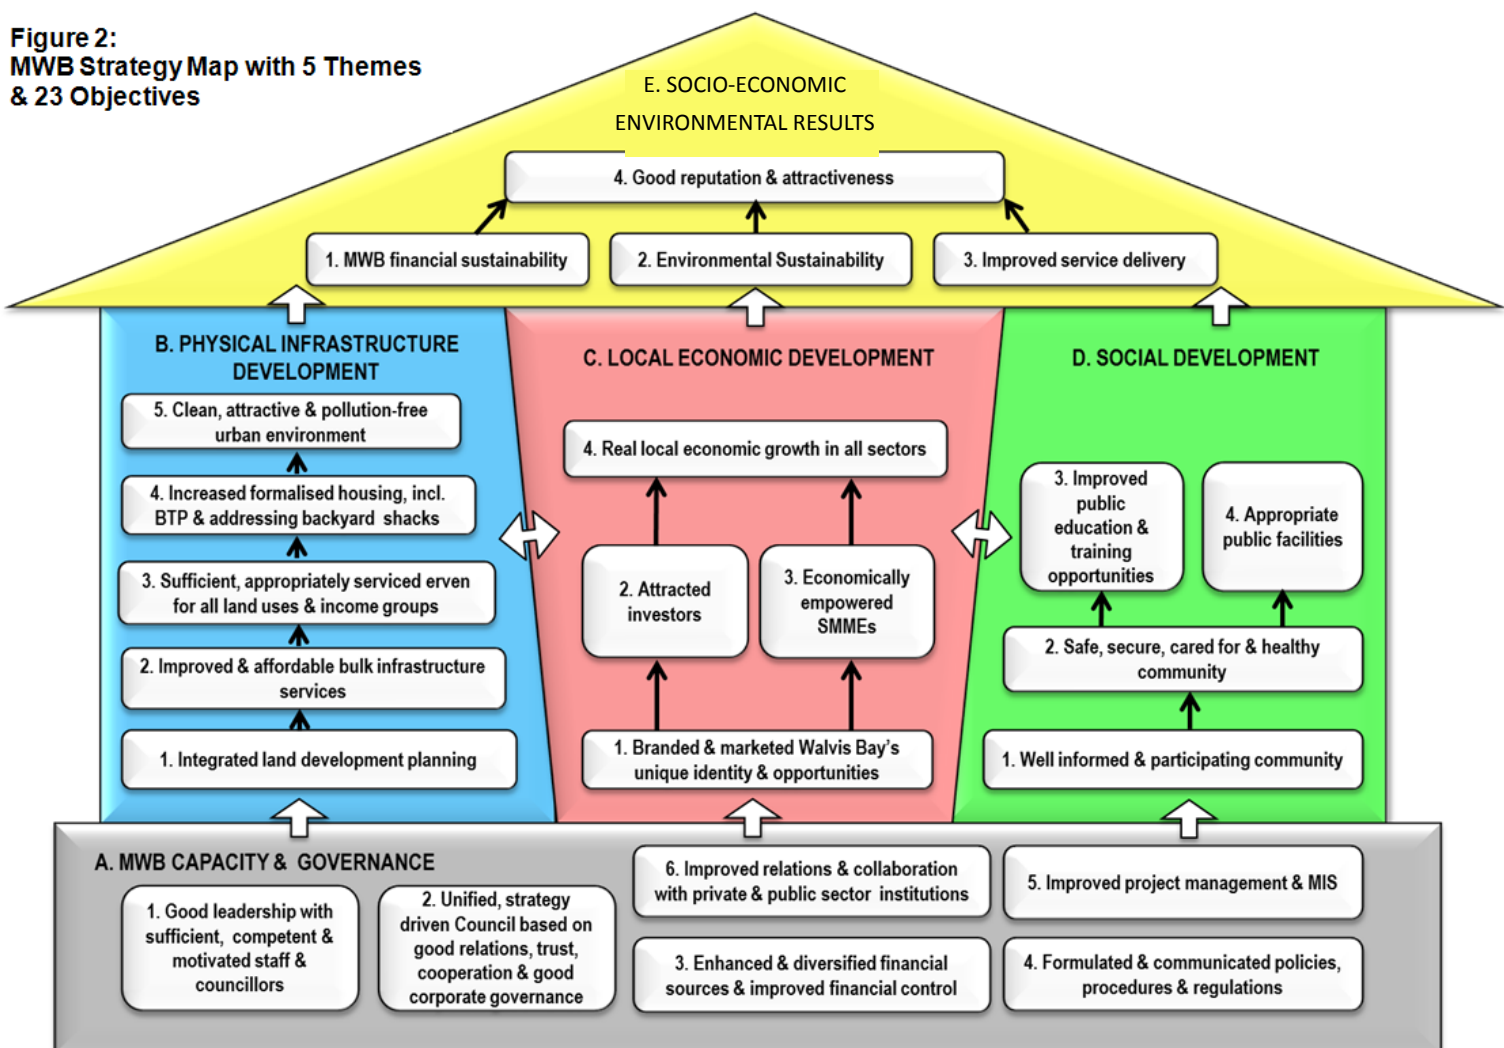 Figure 2:
MWB Strategy Map with 5 Themes
& 23 Objectives
E. SOCIO-ECONOMIC
ENVIRONMENTAL RESULTS
4. Good reputation & attractiveness
1. MWB financial sustainability
2. Environmental Sustainability
3. Improved service delivery
B. PHYSICAL INFRASTRUCTURE
DEVELOPMENT
5. Clean, attractive & pollution-free
urban environment
4. Increased formalised housing, incl.
BTP & addressing backyard shacks
3. Sufficient, appropriately serviced erven
for all land uses & income groups
2. Improved & affordable bulk infrastructure
services
1. Integrated land development planning
C. LOCAL ECONOMIC DEVELOPMENT
4. Real local economic growth in all sectors
2. Attracted
investors
3. Economically
empowered
SMMEs
1. Branded & marketed Walvis Bay's
unique identity & opportunities
D. SOCIAL DEVELOPMENT
3. Improved
public
education &
training
opportunities
4. Appropriate
public facilities
2. Safe, secure, cared for & healthy
community
1. Well informed & participating community
A. MWB CAPACITY & GOVERNANCE
1. Good leadership with
sufficient, competent &
motivated staff &
councillors
2. Unified, strategy
driven Council based on
good relations, trust,
cooperation & good
corporate governance
6. Improved relations & collaboration
with private & public sector institutions
3. Enhanced & diversified financial
sources & improved financial control
5. Improved project management & MIS
4. Formulated & communicated policies,
procedures & regulations